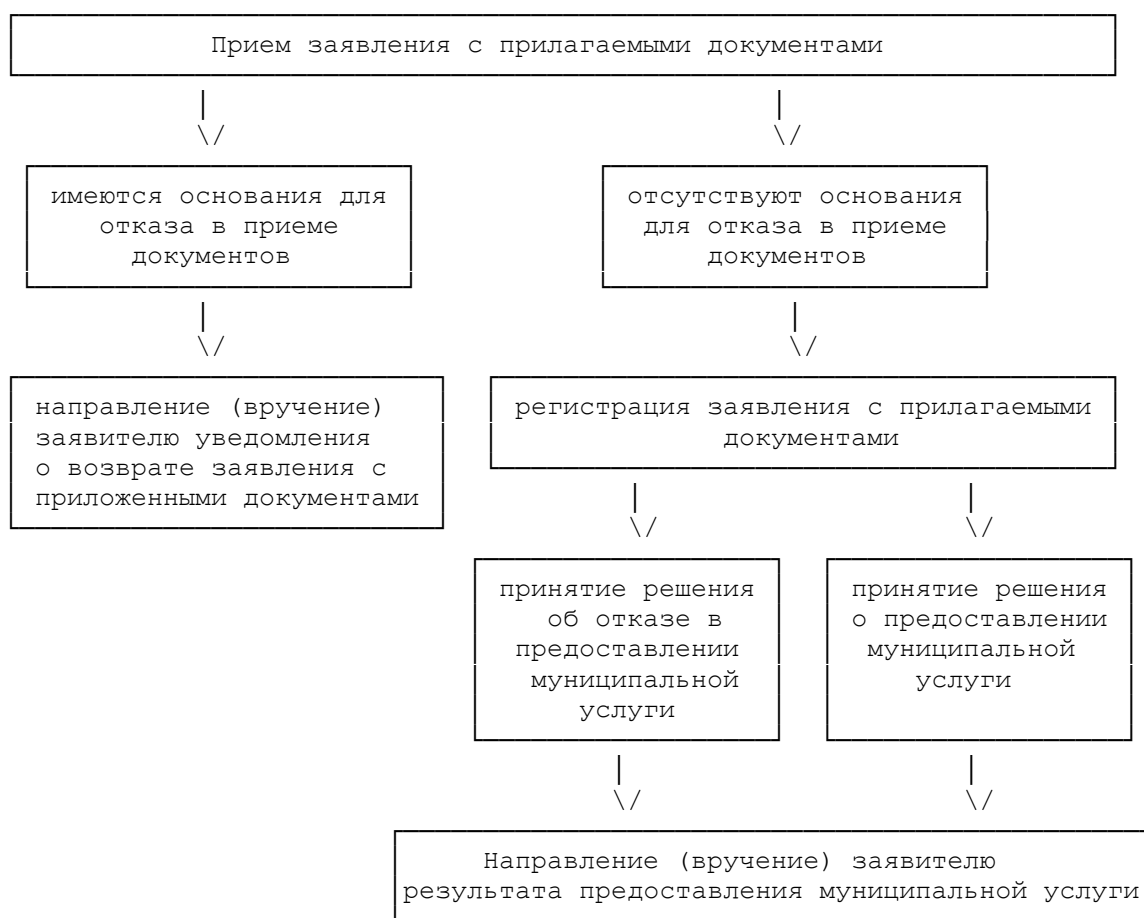 Прием заявления с прилагаемыми документами
имеются основания для
отказа в приеме
документов
отсутствуют основания
для отказа в приеме
документов
направление (вручение)
заявителю уведомления
о возврате заявления с
приложенными документами
регистрация заявления с прилагаемыми
документами
принятие решения
об отказе в
предоставлении
муниципальной
услуги
принятие решения
о предоставлении
муниципальной
услуги
Направление (вручение) заявителю
результата предоставления муниципальной услуги